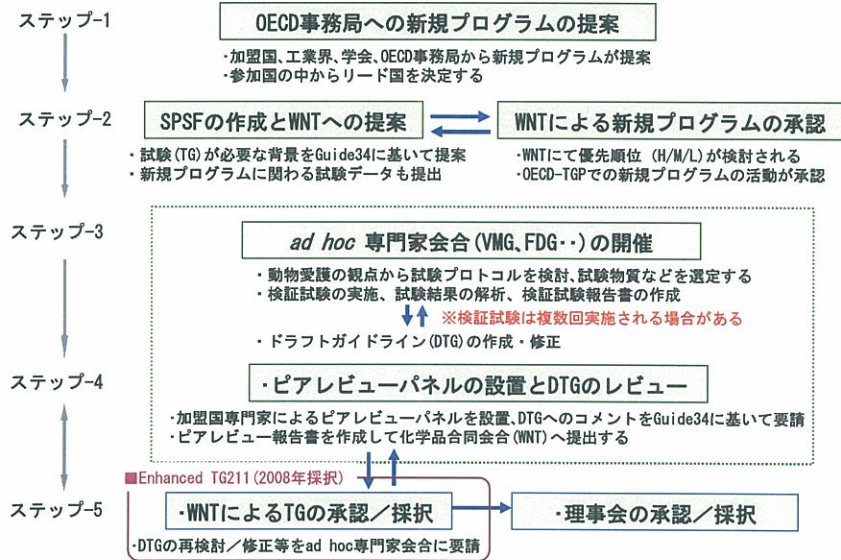 ステップ-1
OECD事務局への新規プログラムの提案
・加盟国、工業界、学会、OECD事務局から新規プログラムが提案
・参加国の中からリード国を決定する
ステップ-2
SPSFの作成とWNTへの提案
WNTによる新規プログラムの承認
・試験(TG)が必要な背景をGuide34に基いて提案
・新規プログラムに関わる試験データも提出
・WNTにて優先順位 (H/M/L)が検討される
・OECD-TGPでの新規プログラムの活動が承認
ステップ-3
ad hoc 専門家会合(VMG、FDG・・)の開催
・動物愛護の観点から試験プロトコルを検討、試験物質などを選定する
・検証試験の実施、試験結果の解析、検証試験報告書の作成
※検証試験は複数回実施される場合がある
・ドラフトガイドライン(DTG)の作成・修正
ステップ-4
・ピアレビューパネルの設置とDTGのレビュー
・加盟国専門家によるピアレビューパネルを設置、DTGへのコメントをGuide34に基いて要請
・ピアレビュー報告書を作成して化学品合同会合(WNT)へ提出する
■Enhanced TG211(2008年採択)
ステップ-5
・WNTによるTGの承認／採択
・理事会の承認／採択
・DTGの再検討／修正等をad hoc専門家会合に要請